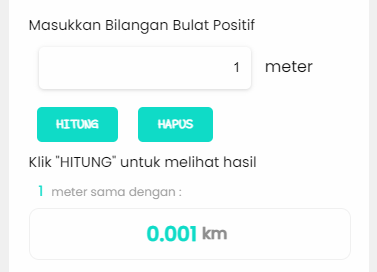 Masukkan Bilangan Bulat Positif
1 meter
HITUNG HAPUS
Klik "HITUNG" untuk melihat hasil
1 meter sama dengan :
0.001 km